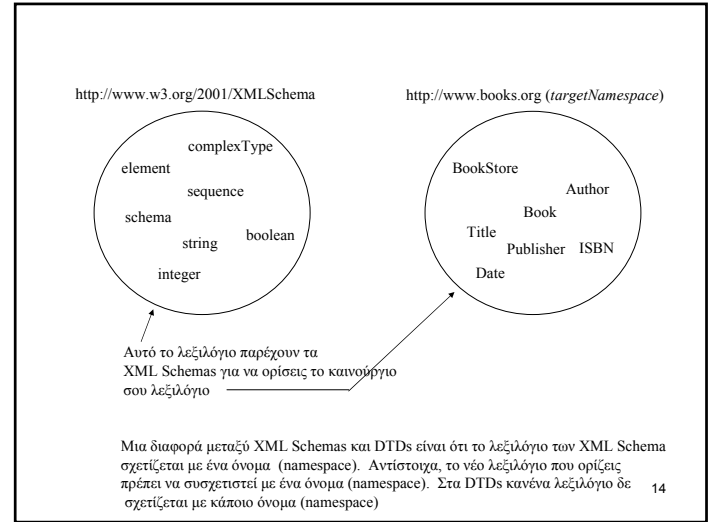 http://www.w3.org/2001/XMLSchema
http://www.books.org (targetNamespace)
complexType
element
sequence
schema
boolean
string
integer
BookStore
Author
Book
Title
Publisher
ISBN
Date
Αυτό το λεξιλόγιο παρέχουν τα
XML Schemas για να ορίσεις το καινούργιο
σου λεξιλόγιο
Μια διαφορά μεταξύ XML Schemas και DTDs είναι ότι το λεξιλόγιο των XML Schema
σχετίζεται με ένα όνομα (namespace). Αντίστοιχα, το νέο λεξιλόγιο που ορίζεις
πρέπει να συσχετιστεί με ένα όνομα (namespace). Στα DTDs κανένα λεξιλόγιο δε
σχετίζεται με κάποιο όνομα (namespace)
14